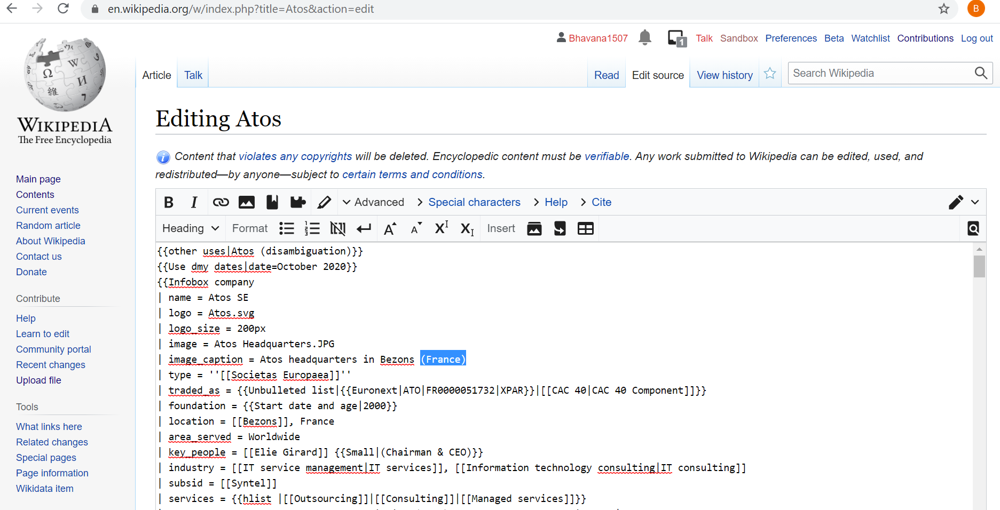 en.wikipedia.org/w/index.php?title=Atos&action=edit
B
Bhavana1507 1 Talk Sandbox Preferences Beta Watchlist Contributions Log out
Article Talk Read Edit source View history Search Wikipedia
WIKIPEDIA
The Free Encyclopedia
Main page
Contents
Current events
Random article
About Wikipedia
Contact us
Donate
Contribute
Help
Learn to edit
Community portal
Recent changes
Upload file
Tools
What links here
Related changes
Special pages
Page information
Wikidata item
Editing Atos
Content that violates any copyrights will be deleted. Encyclopedic content must be verifiable. Any work submitted to Wikipedia can be edited, used, and
redistributed—by anyone—subject to certain terms and conditions.
B I Advanced Special characters Help Cite
Heading Format Insert
{{other uses|Atos (disambiguation)}}
{{Use dmy dates|date=October 2020}}
{{Infobox company
| name = Atos SE
| logo = Atos.svg
| logo_size = 200px
| image = Atos Headquarters.JPG
| image_caption = Atos headquarters in Bezons (France)
| type = ''[[Societas Europaea]]''
| traded_as = {{Unbulleted list|{{Euronext|ATO|FR0000051732|XPAR}}|[[CAC 40|CAC 40 Component]]}}
| foundation = {{Start date and age|2000}}
| location = [[Bezons]], France
| area_served = Worldwide
| key_people = [[Elie Girard]] {{Small|(Chairman & CEO)}}
| industry = [[IT service management|IT services]], [[Information technology consulting|IT consulting]]
| subsid = [[Syntel]]
| services = {{hlist |[[Outsourcing]]|[[Consulting]]|[[Managed services]]}}